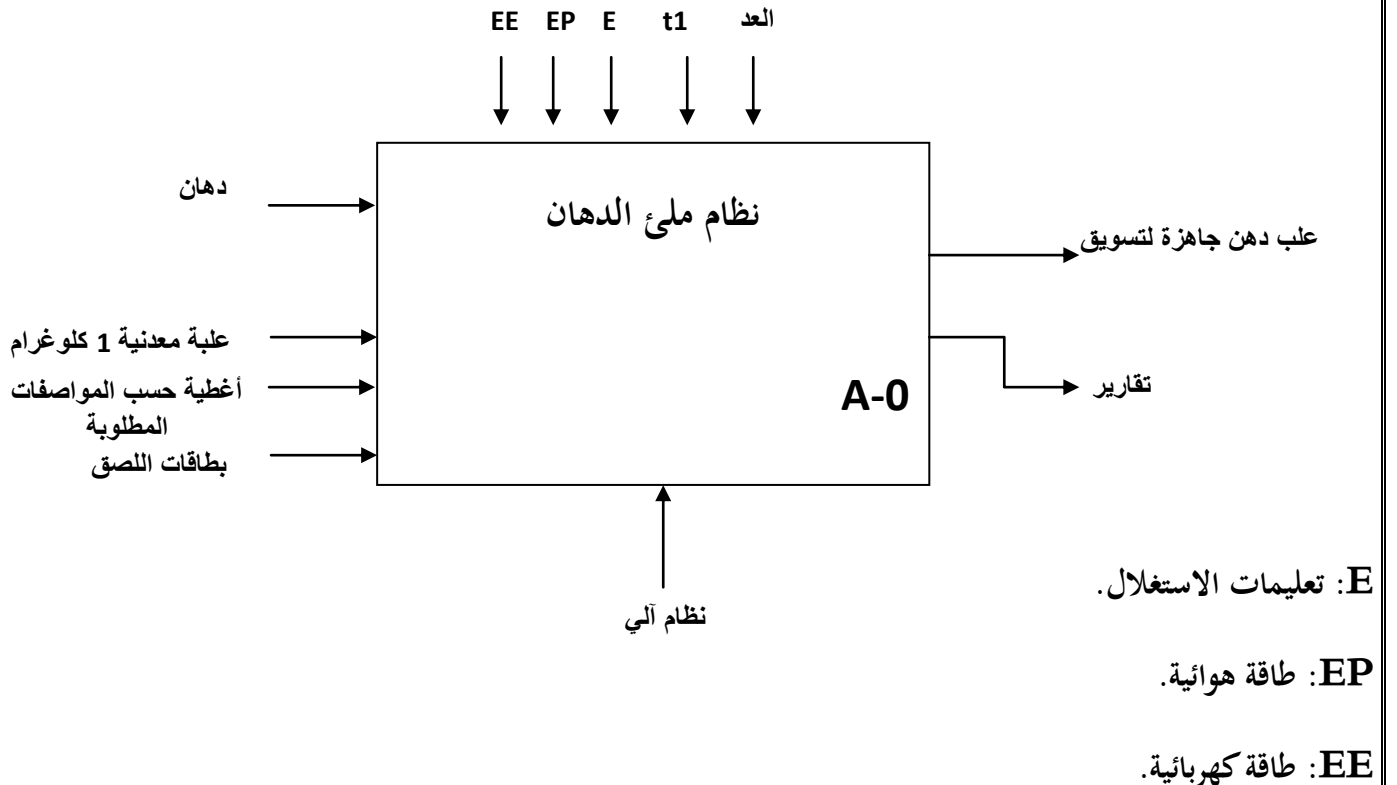 EE EP E t1 العد
دهان
نظام ملئ الدهان
علب دهن جاهزة لتسويق
علبة معدنية 1 كلوغرام
أغطية حسب المواصفات
المطلوبة
بطاقات اللصق
تقارير
A-0
نظام آلي
E: تعليمات الاستغلال.
EP: طاقة هوائية.
EE: طاقة كهربائية.